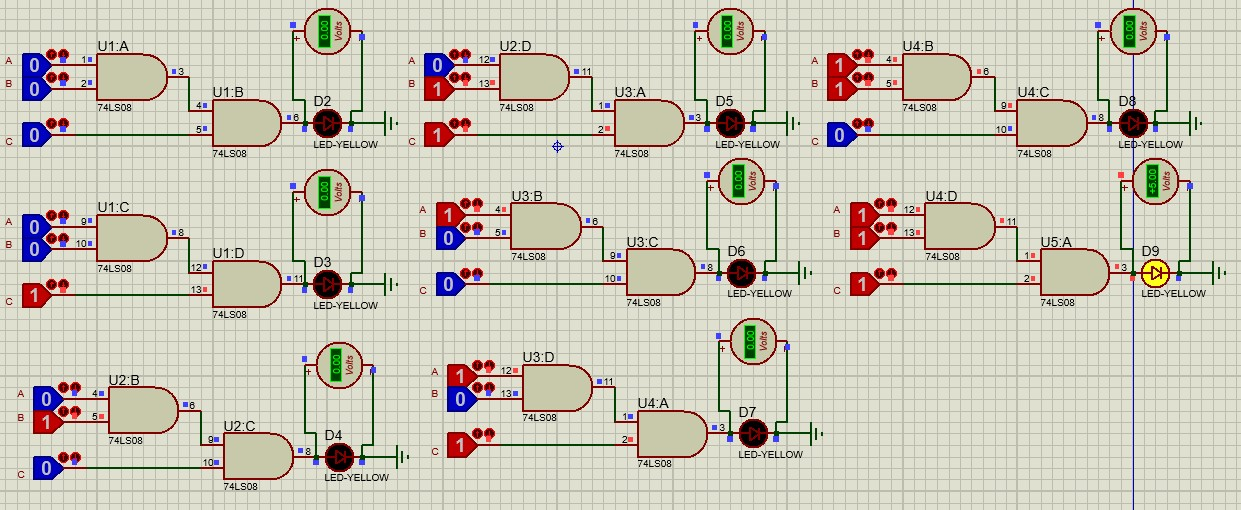 U1:A
A 0 1 3
B 0 2
74LS08
U1:B
4 6
C 0 5
74LS08
0.00 Volts
+
D2
LED-YELLOW
U2:D
A 0 12 11
B 1 13
74LS08
U3:A
1 3
C 1 2
74LS08
0.00 Volts
+
D5
LED-YELLOW
U4:B
A 1 4 6
B 1 5
74LS08
U4:C
9 8
C 0 10
74LS08
0.00 Volts
+
D8
LED-YELLOW
U1:C
A 0 9 8
B 0 10
74LS08
U1:D
12 11
C 1 13
74LS08
0.00 Volts
+
D3
LED-YELLOW
U3:B
A 1 4 6
B 0 5
74LS08
U3:C
9 8
C 0 10
74LS08
0.00 Volts
+
D6
LED-YELLOW
U4:D
A 1 12 11
B 1 13
74LS08
U5:A
1 3
C 1 2
74LS08
+5.00 Volts
+
D9
LED-YELLOW
U2:B
A 0 4 6
B 1 5
74LS08
U2:C
9 8
C 0 10
74LS08
0.00 Volts
+
D4
LED-YELLOW
U3:D
A 1 12 11
B 0 13
74LS08
U4:A
1 3
C 1 2
74LS08
0.00 Volts
+
D7
LED-YELLOW